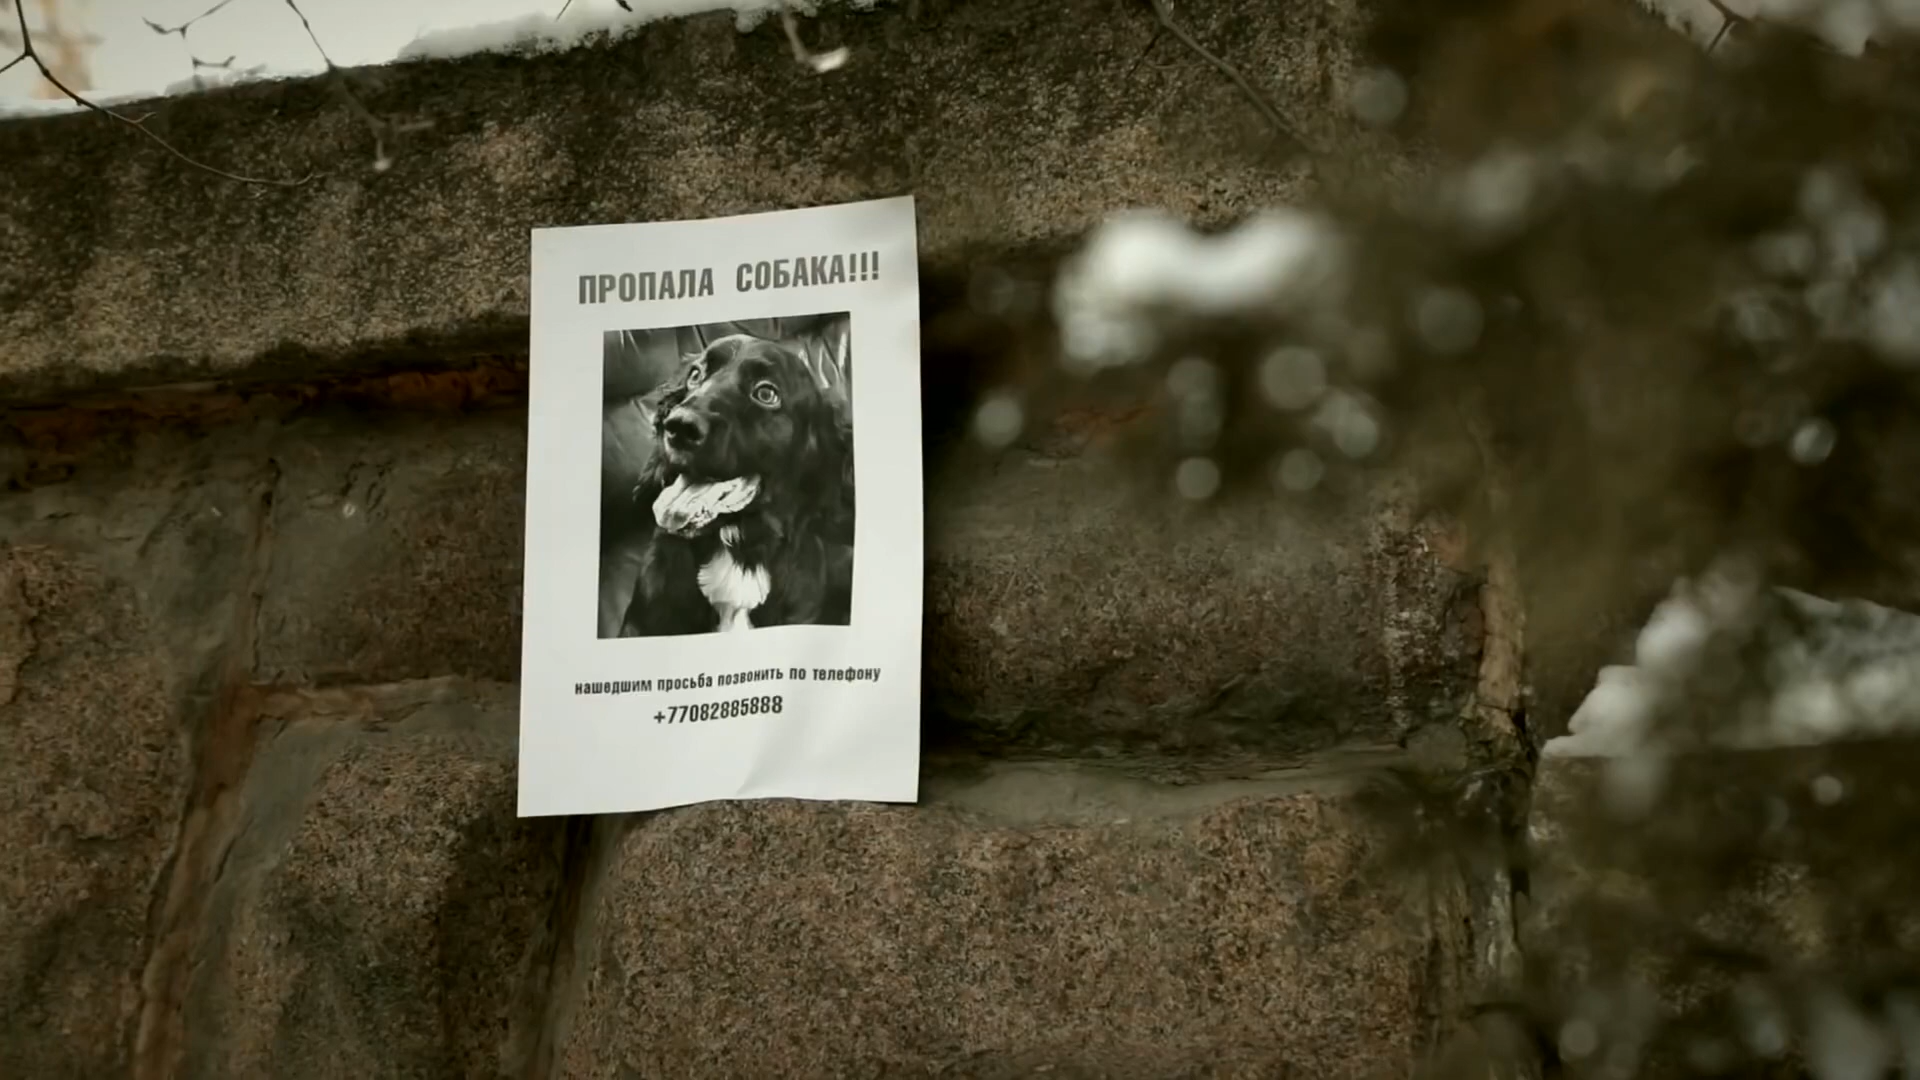 ПРОПАЛА СОБАКА!!!
нашедшим просьба позвонить по телефону
+77082885888